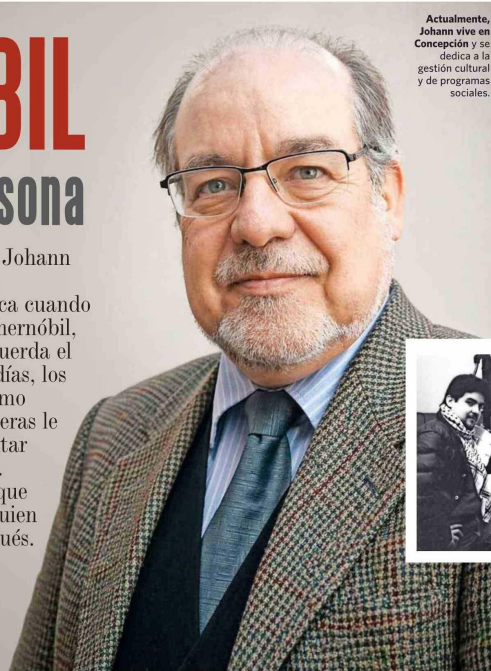 BIL
sona
Johann
ca cuando
hernóbil,
uerda el
días, los
mo
eras le
tar
.
que
uien
ués.
Actualmente,
Johann vive en
Concepción y se
dedica a la
gestión cultural
y de programas
sociales.